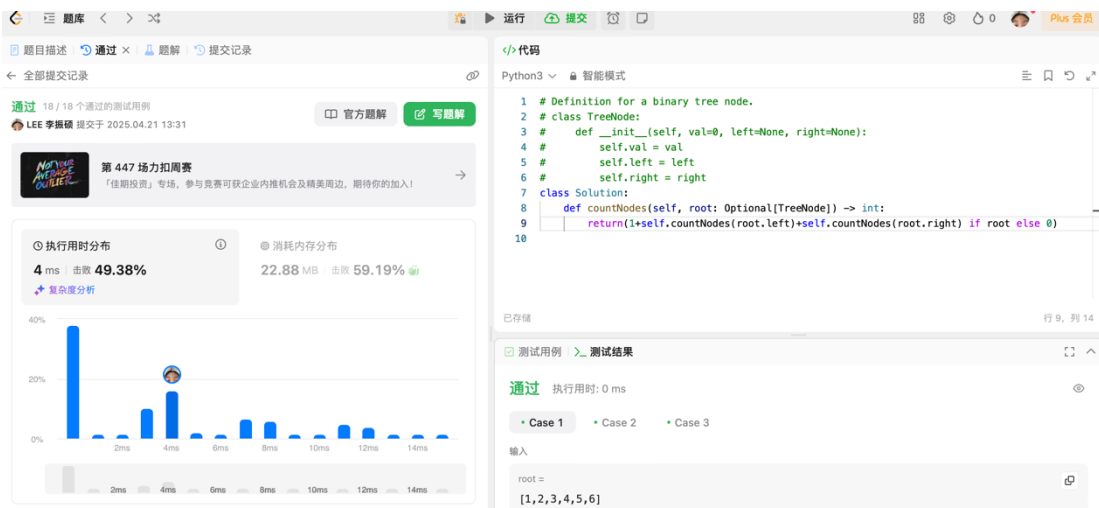 题库
运行
提交
0
Plus 会员
题目描述
通过
题解
提交记录
全部提交记录
通过 18 / 18 个通过的测试用例
LEE 李振硕 提交于 2025.04.21 13:31
官方题解
写题解
NOT YOUR
AVERAGE
OUTLIER
第 447 场力扣周赛
「佳期投资」专场，参与竞赛可获企业内推机会及精美周边，期待你的加入！
执行用时分布
4 ms 击败 49.38%
复杂度分析
消耗内存分布
22.88 MB 击败 59.19%
40%
20%
0%
2ms 4ms 6ms 8ms 10ms 12ms 14ms
2ms 4ms 6ms 8ms 10ms 12ms 14ms
</> 代码
Python3 智能模式
1 # Definition for a binary tree node.
2 # class TreeNode:
3 #     def __init__(self, val=0, left=None, right=None):
4 #         self.val = val
5 #         self.left = left
6 #         self.right = right
7 class Solution:
8     def countNodes(self, root: Optional[TreeNode]) -> int:
9         return(1+self.countNodes(root.left)+self.countNodes(root.right) if root else 0)
10
已存储
行 9, 列 14
测试用例
测试结果
通过 执行用时: 0 ms
Case 1
Case 2
Case 3
输入
root =
[1,2,3,4,5,6]